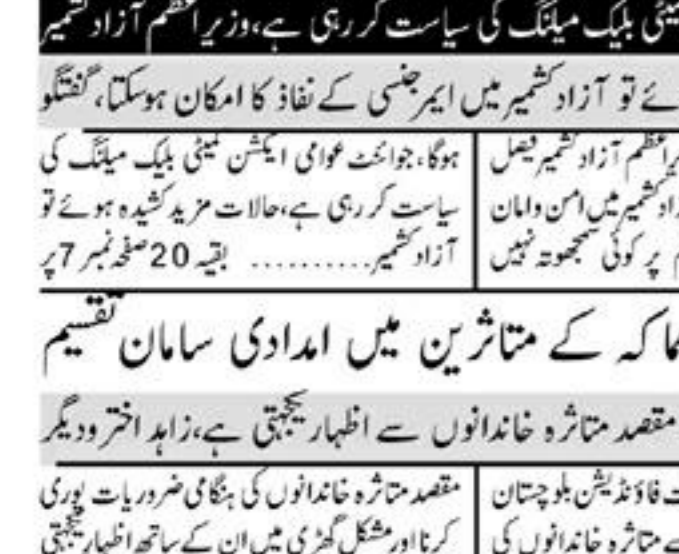 کمیٹی بلیک میلنگ کی سیاست کر رہی ہے، وزیراعظم آزاد کشمیر
ئے تو آزاد کشمیر میں ایمرجنسی کے نفاذ کا امکان ہوسکتا، گفتگو
راعظم آزاد کشمیر فیصل
زاد کشمیر میں امن وامان
م پر کوئی سمجھوتہ نہیں
ہوگا، جوائنٹ عوامی ایکشن کمیٹی بلیک میلنگ کی
سیاست کر رہی ہے، حالات مزید کشیدہ ہوئے تو
آزاد کشمیر.......... بقیہ 20 صفحہ نمبر 7 پر
کے متاثرین میں امدادی سامان تقسیم
مقصد متاثرہ خاندانوں سے اظہار یکجہتی ہے، زاہد اختر ودیگر
ت فاؤنڈیشن بلوچستان
سے متاثرہ خاندانوں کی
مقصد متاثرہ خاندانوں کی ہنگامی ضروریات پوری
کرنا اور مشکل گھڑی میں ان کے ساتھ اظہار یکجہتی